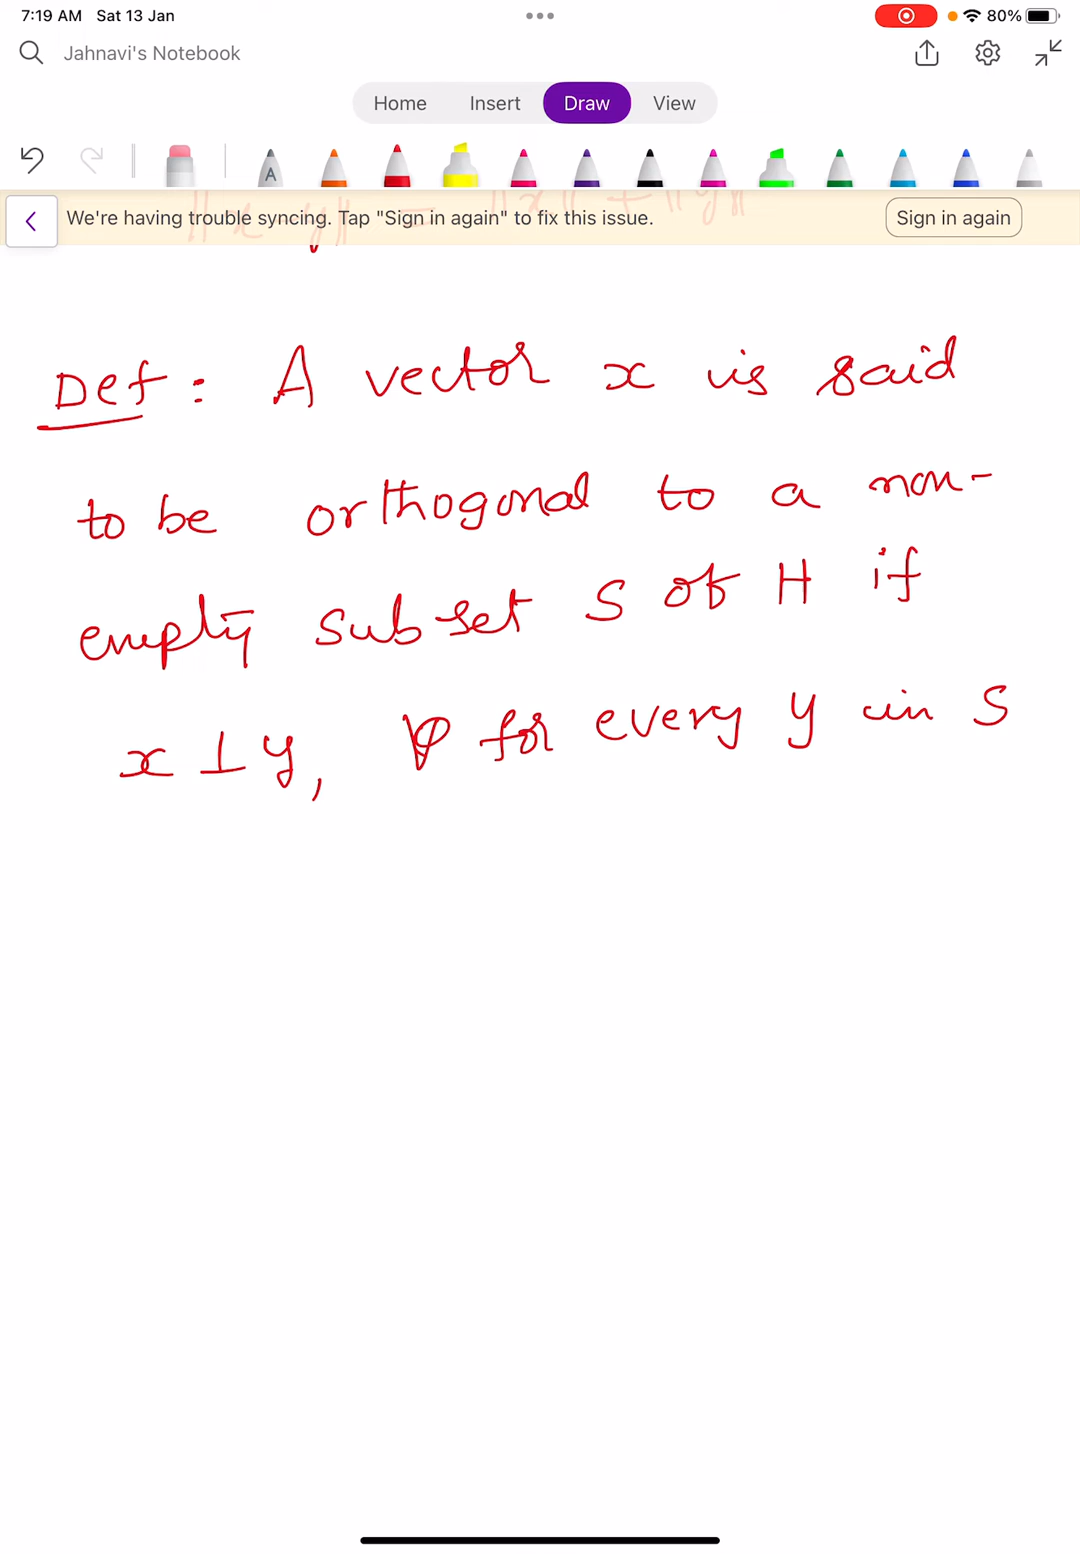 7:19 AM Sat 13 Jan 80%
Jahnavi's Notebook
Home Insert Draw View
A
We're having trouble syncing. Tap "Sign in again" to fix this issue. Sign in again
Def : A vector x is said
to be orthogonal to a non-
empty subset S of H if
x ⊥ y, for every y in S